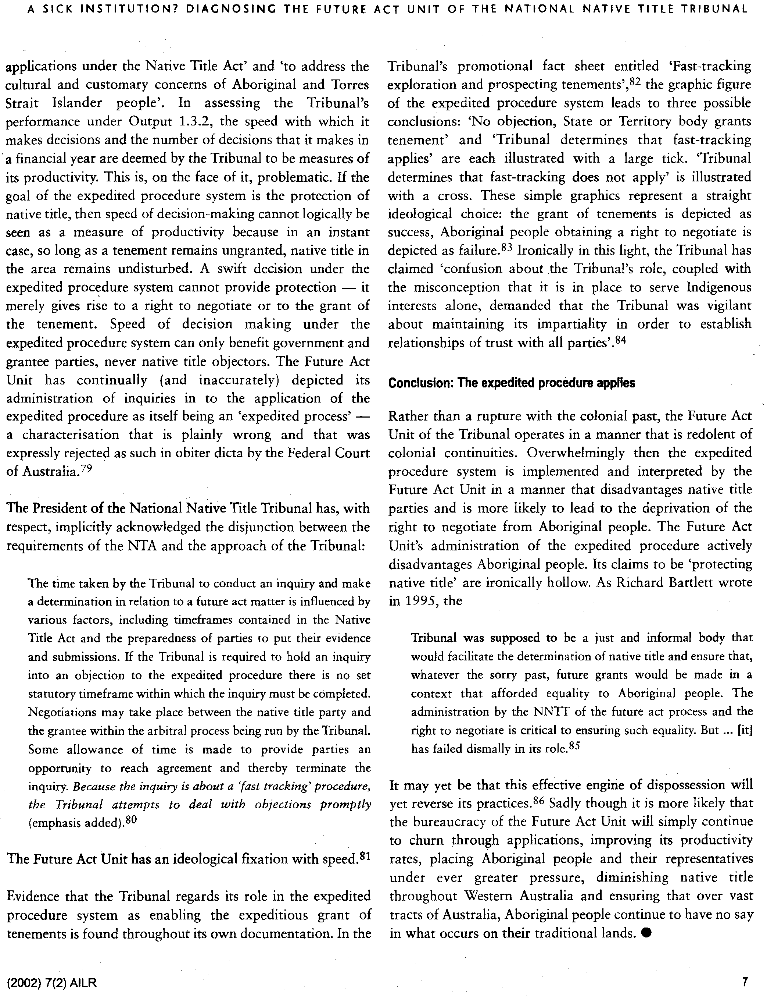 A SICK INSTITUTION? DIAGNOSING THE FUTURE ACT UNIT OF THE NATIONAL NATIVE TITLE TRIBUNAL
applications under the Native Title Act’ and ‘to address the
cultural and customary concerns of Aboriginal and Torres
Strait Islander people’. In assessing the Tribunal’s
performance under Output 1.3.2, the speed with which it
makes decisions and the number of decisions that it makes in
a financial year are deemed by the Tribunal to be measures of
its productivity. This is, on the face of it, problematic. If the
goal of the expedited procedure system is the protection of
native title, then speed of decision-making cannot logically be
seen as a measure of productivity because in an instant
case, so long as a tenement remains ungranted, native title in
the area remains undisturbed. A swift decision under the
expedited procedure system cannot provide protection — it
merely gives rise to a right to negotiate or to the grant of
the tenement. Speed of decision making under the
expedited procedure system can only benefit government and
grantee parties, never native title objectors. The Future Act
Unit has continually (and inaccurately) depicted its
administration of inquiries in to the application of the
expedited procedure as itself being an ‘expedited process’ —
a characterisation that is plainly wrong and that was
expressly rejected as such in obiter dicta by the Federal Court
of Australia.79
The President of the National Native Title Tribunal has, with
respect, implicitly acknowledged the disjunction between the
requirements of the NTA and the approach of the Tribunal:
The time taken by the Tribunal to conduct an inquiry and make
a determination in relation to a future act matter is influenced by
various factors, including timeframes contained in the Native
Title Act and the preparedness of parties to put their evidence
and submissions. If the Tribunal is required to hold an inquiry
into an objection to the expedited procedure there is no set
statutory timeframe within which the inquiry must be completed.
Negotiations may take place between the native title party and
the grantee within the arbitral process being run by the Tribunal.
Some allowance of time is made to provide parties an
opportunity to reach agreement and thereby terminate the
inquiry. Because the inquiry is about a ‘fast tracking’ procedure,
the Tribunal attempts to deal with objections promptly
(emphasis added).80
The Future Act Unit has an ideological fixation with speed.81
Evidence that the Tribunal regards its role in the expedited
procedure system as enabling the expeditious grant of
tenements is found throughout its own documentation. In the
Tribunal’s promotional fact sheet entitled ‘Fast-tracking
exploration and prospecting tenements’,82 the graphic figure
of the expedited procedure system leads to three possible
conclusions: ‘No objection, State or Territory body grants
tenement’ and ‘Tribunal determines that fast-tracking
applies’ are each illustrated with a large tick. ‘Tribunal
determines that fast-tracking does not apply’ is illustrated
with a cross. These simple graphics represent a straight
ideological choice: the grant of tenements is depicted as
success, Aboriginal people obtaining a right to negotiate is
depicted as failure.83 Ironically in this light, the Tribunal has
claimed ‘confusion about the Tribunal’s role, coupled with
the misconception that it is in place to serve Indigenous
interests alone, demanded that the Tribunal was vigilant
about maintaining its impartiality in order to establish
relationships of trust with all parties’.84
Conclusion: The expedited procedure applies
Rather than a rupture with the colonial past, the Future Act
Unit of the Tribunal operates in a manner that is redolent of
colonial continuities. Overwhelmingly then the expedited
procedure system is implemented and interpreted by the
Future Act Unit in a manner that disadvantages native title
parties and is more likely to lead to the deprivation of the
right to negotiate from Aboriginal people. The Future Act
Unit’s administration of the expedited procedure actively
disadvantages Aboriginal people. Its claims to be ‘protecting
native title’ are ironically hollow. As Richard Bartlett wrote
in 1995, the
Tribunal was supposed to be a just and informal body that
would facilitate the determination of native title and ensure that,
whatever the sorry past, future grants would be made in a
context that afforded equality to Aboriginal people. The
administration by the NNTT of the future act process and the
right to negotiate is critical to ensuring such equality. But ... [it]
has failed dismally in its role.85
It may yet be that this effective engine of dispossession will
yet reverse its practices.86 Sadly though it is more likely that
the bureaucracy of the Future Act Unit will simply continue
to churn through applications, improving its productivity
rates, placing Aboriginal people and their representatives
under ever greater pressure, diminishing native title
throughout Western Australia and ensuring that over vast
tracts of Australia, Aboriginal people continue to have no say
in what occurs on their traditional lands. ●
(2002) 7(2) AILR
7